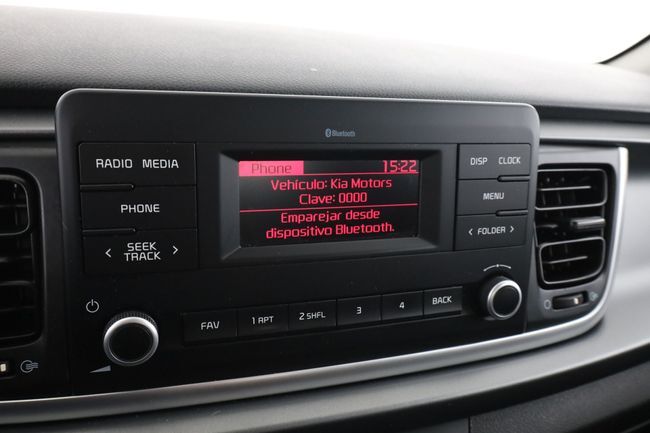 Bluetooth
RADIO MEDIA
PHONE
< SEEK >
TRACK
Phone 15:22
Vehículo: Kia Motors
Clave: 0000
Emparejar desde
dispositivo Bluetooth.
DISP CLOCK
MENU
< FOLDER >
FAV
1 RPT
2 SHFL
3
4
BACK